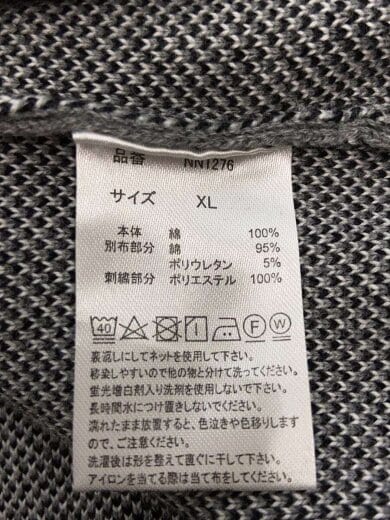 品番 NN1276
サイズ XL
本体 綿 100%
別布部分 綿 95%
ポリウレタン 5%
刺繍部分 ポリエステル 100%
40 F W
裏返しにしてネットを使用して下さい。
移染しやすいので他の物と分けて洗ってください。
蛍光増白剤入り洗剤を使用しないで下さい。
長時間水につけて置きしないでください。
濡れたまま放置すると、色泣きや色移りします
ので、ご注意ください。
洗濯後は形を整えて直ぐに干して下さい。
アイロンを当てる際は当て布をしてください。